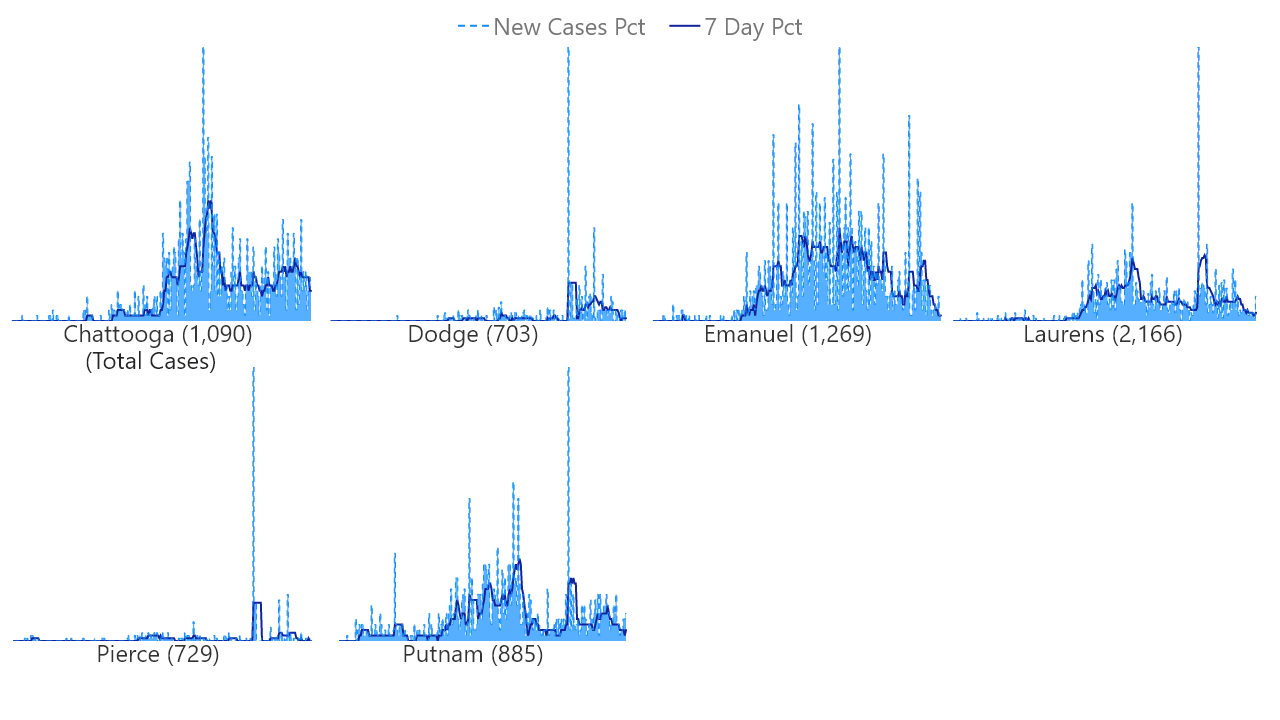 New Cases Pct 7 Day Pct
Chattooga (1,090)
(Total Cases)
Dodge (703)
Emanuel (1,269)
Laurens (2,166)
Pierce (729)
Putnam (885)